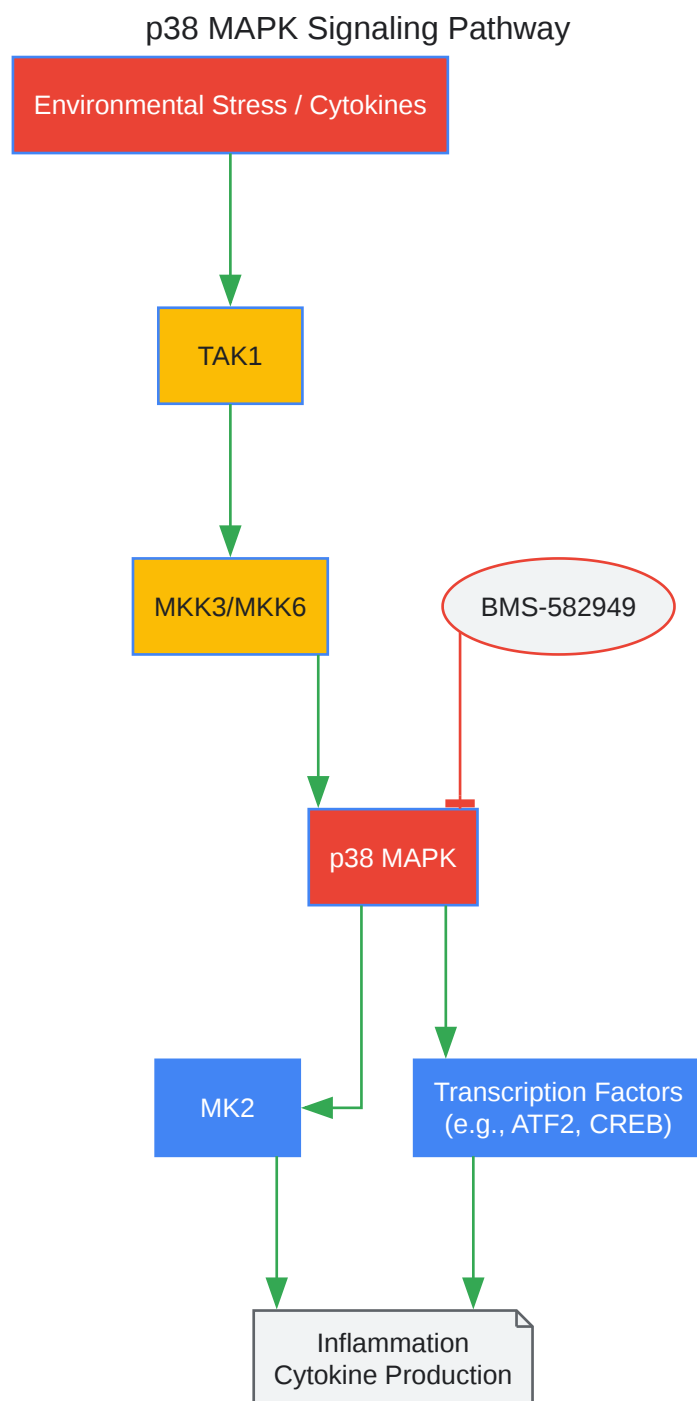 p38 MAPK Signaling Pathway
Environmental Stress / Cytokines
TAK1
MKK3/MKK6
BMS-582949
p38 MAPK
MK2
Transcription Factors
(e.g., ATF2, CREB)
Inflammation
Cytokine Production